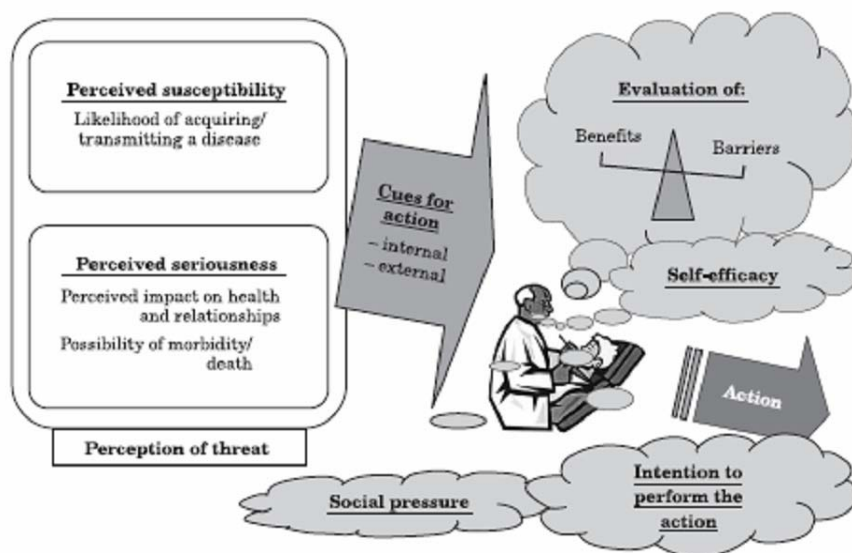 Perceived susceptibility
Likelihood of acquiring/
transmitting a disease
Perceived seriousness
Perceived impact on health
and relationships
Possibility of morbidity/
death
Perception of threat
Cues for
action
– internal
– external
Evaluation of:
Benefits
Barriers
Self-efficacy
Action
Social pressure
Intention to
perform the
action